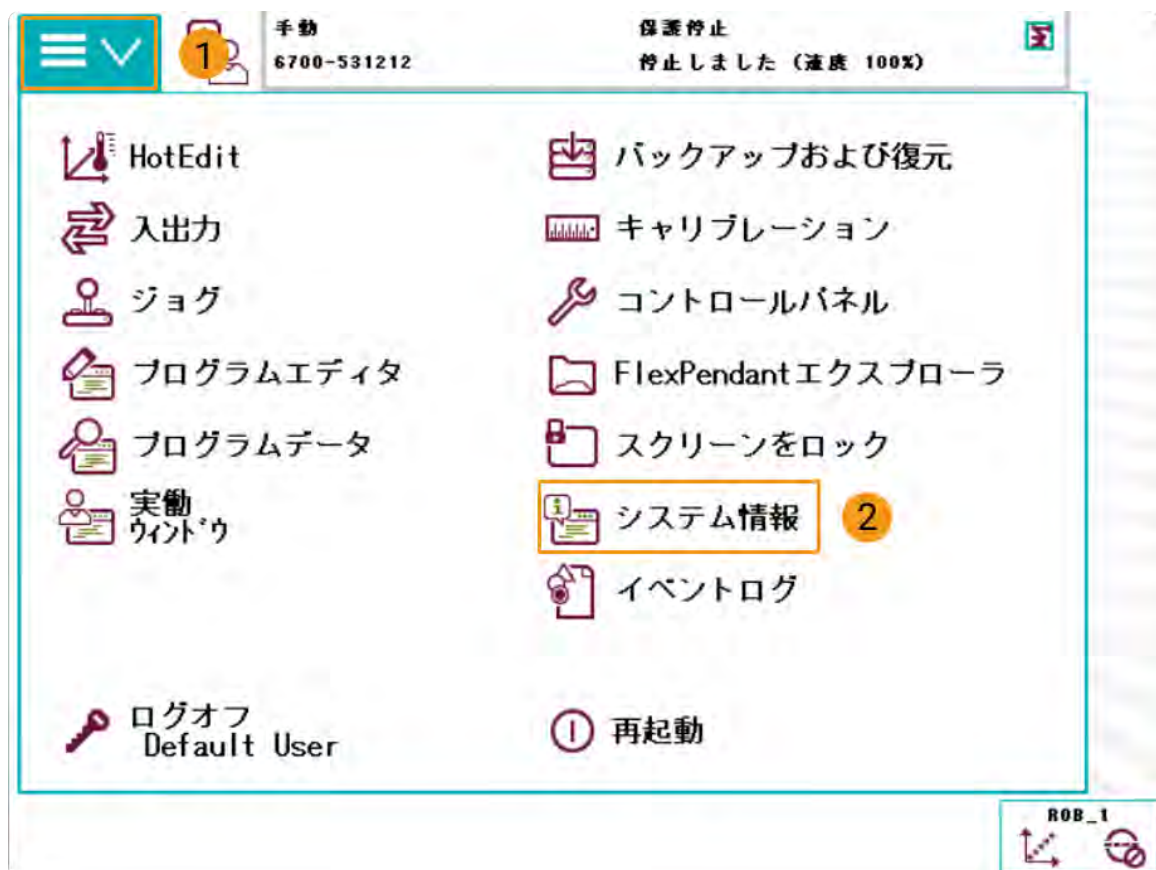 1
手動
6700-531212
保護停止
停止しました (速度 100%)
HotEdit
入出力
ジョグ
プログラムエディタ
プログラムデータ
実働
ウィンドウ
バックアップおよび復元
キャリブレーション
コントロールパネル
FlexPendantエクスプローラ
スクリーンをロック
システム情報
2
イベントログ
ログオフ
Default User
再起動
ROB_1